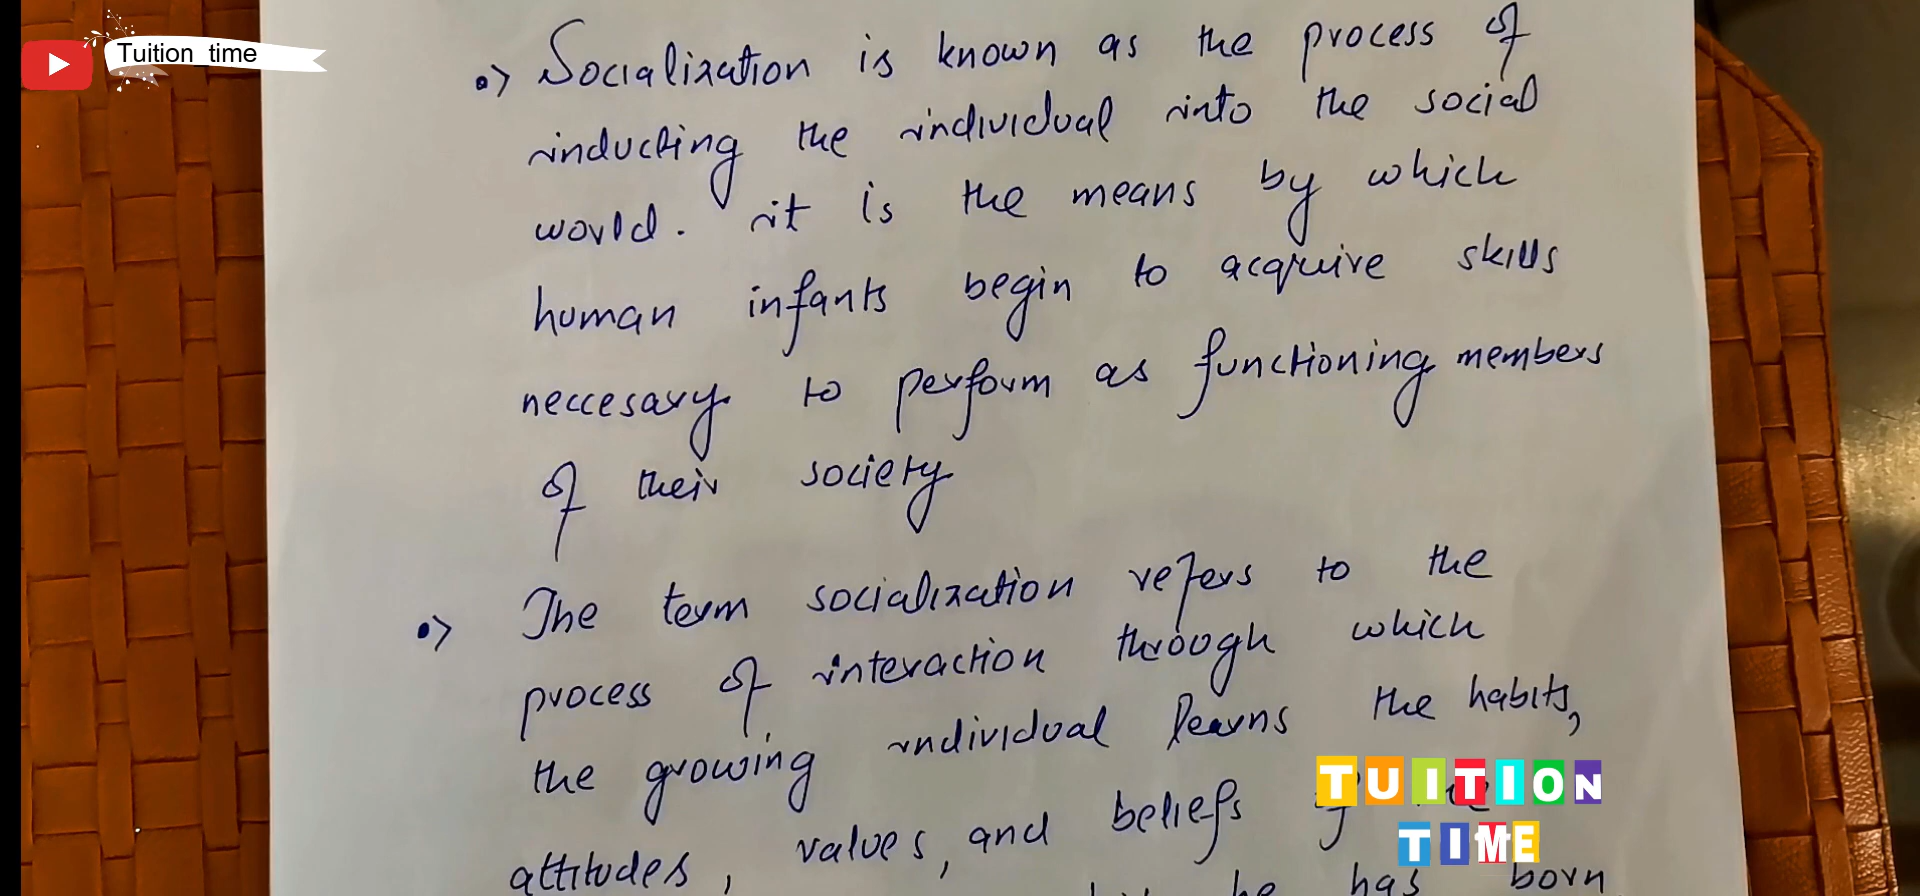 Tuition time
•> Socialization is known as the process of
inducting the individual into the social
world. it is the means by which
human infants begin to acquire skills
neccesary to perform as functioning members
of their society
•> The term socialization refers to the
process of interaction through which
the growing individual learns the habits,
attitudes, values, and beliefs of the
he has born
TUITION
TIME